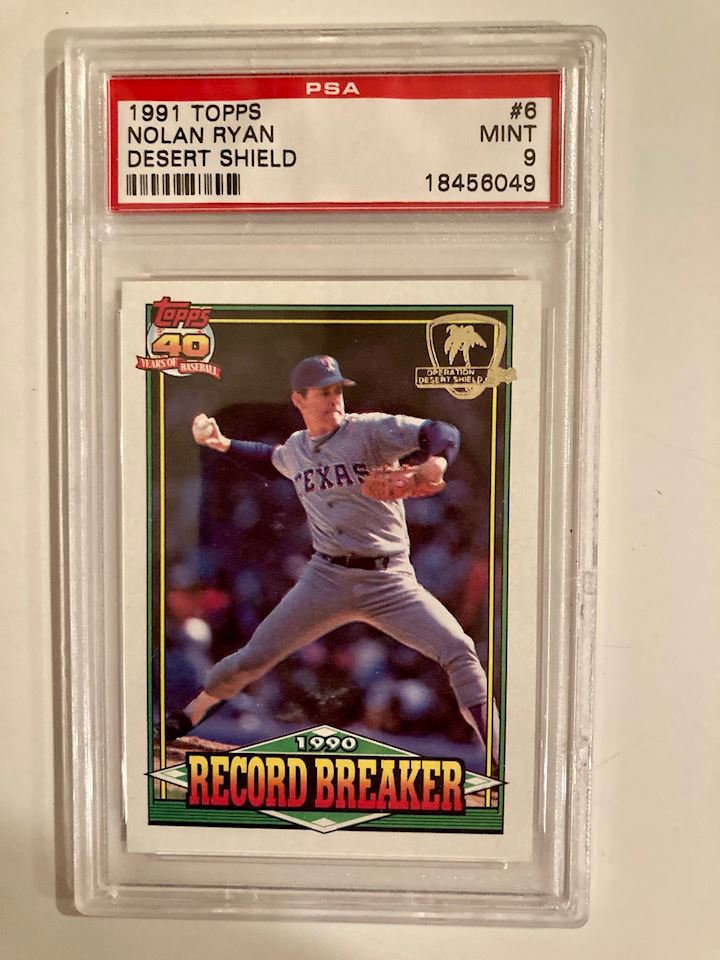 PSA
1991 TOPPS #6
NOLAN RYAN MINT
DESERT SHIELD 9
18456049
Topps
40
YEARS OF BASEBALL
OPERATION
DESERT SHIELD
TEXAS
1990
RECORD BREAKER